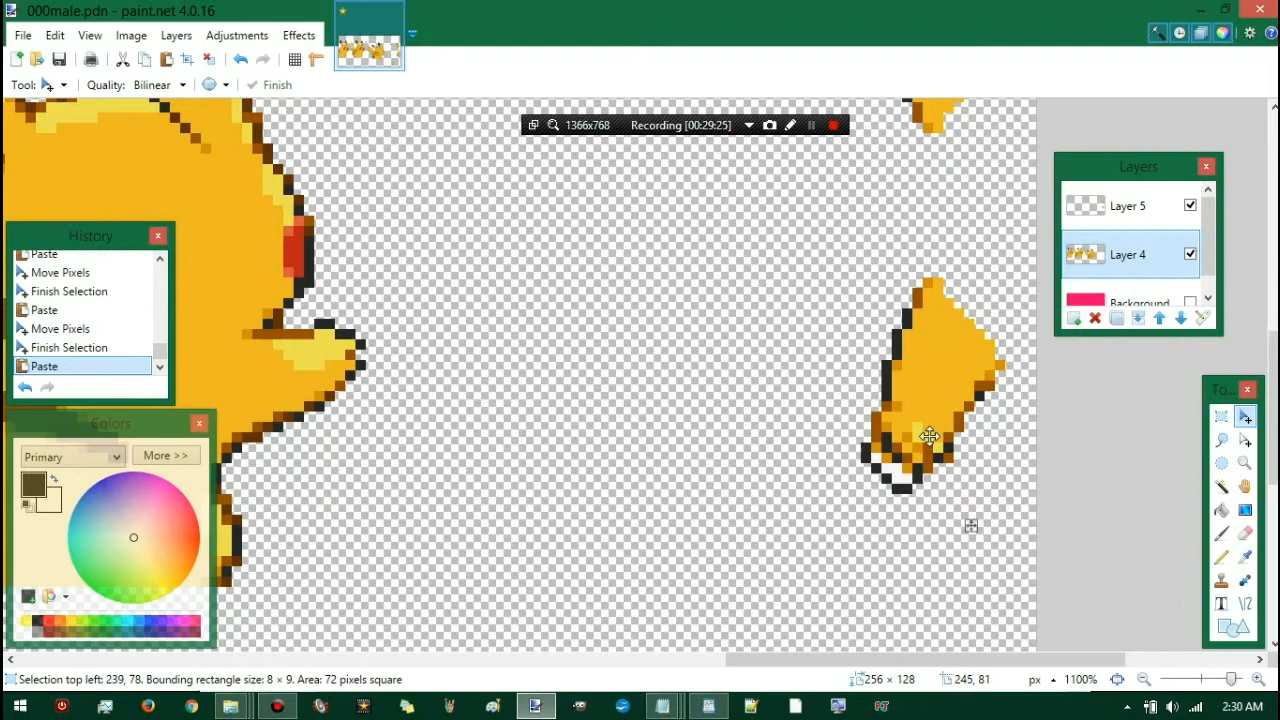 000male.pdn - paint.net 4.0.16
File Edit View Image Layers Adjustments Effects
Tool: Quality: Bilinear Finish
1366x768 Recording [00:29:25]
Layers
Layer 5
Layer 4
Background
History
Paste
Move Pixels
Finish Selection
Paste
Move Pixels
Finish Selection
Paste
Colors
Primary More >>
To...
Selection top left: 239, 78. Bounding rectangle size: 8 × 9. Area: 72 pixels square 256 × 128 245, 81 px 1100%
2:30 AM